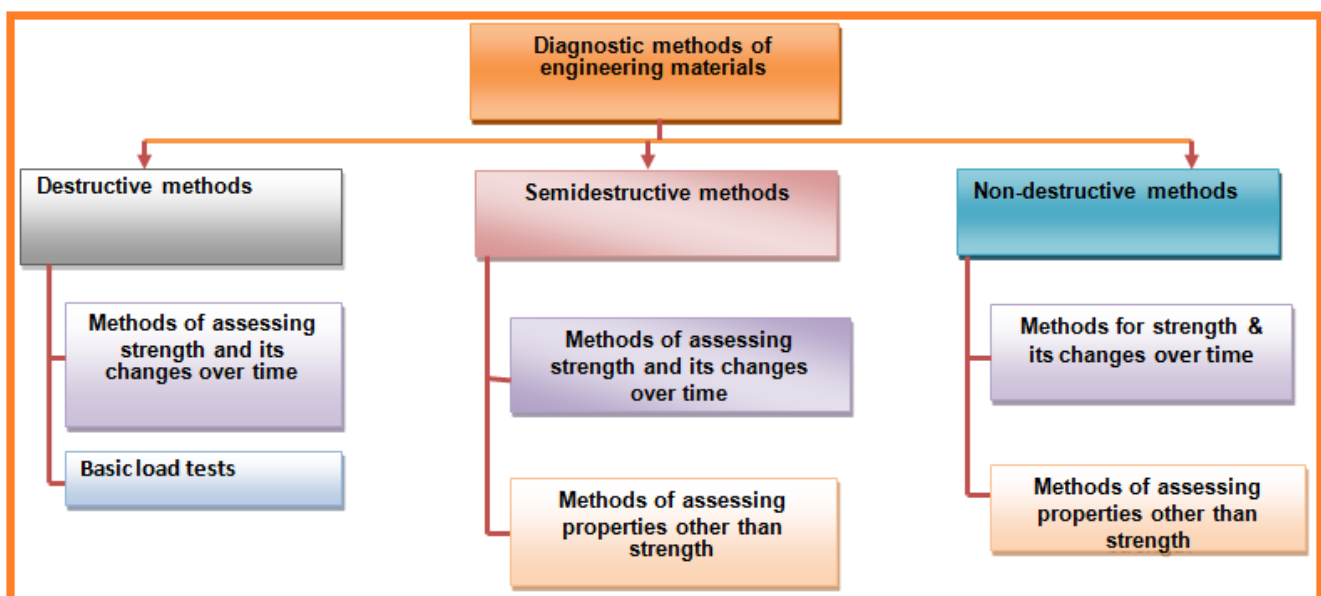 Diagnostic methods of
engineering materials
Destructive methods
Semidestructive methods
Non-destructive methods
Methods of assessing
strength and its
changes over time
Methods of assessing
strength and its changes
over time
Methods for strength &
its changes over time
Basic load tests
Methods of assessing
properties other than
strength
Methods of assessing
properties other than
strength